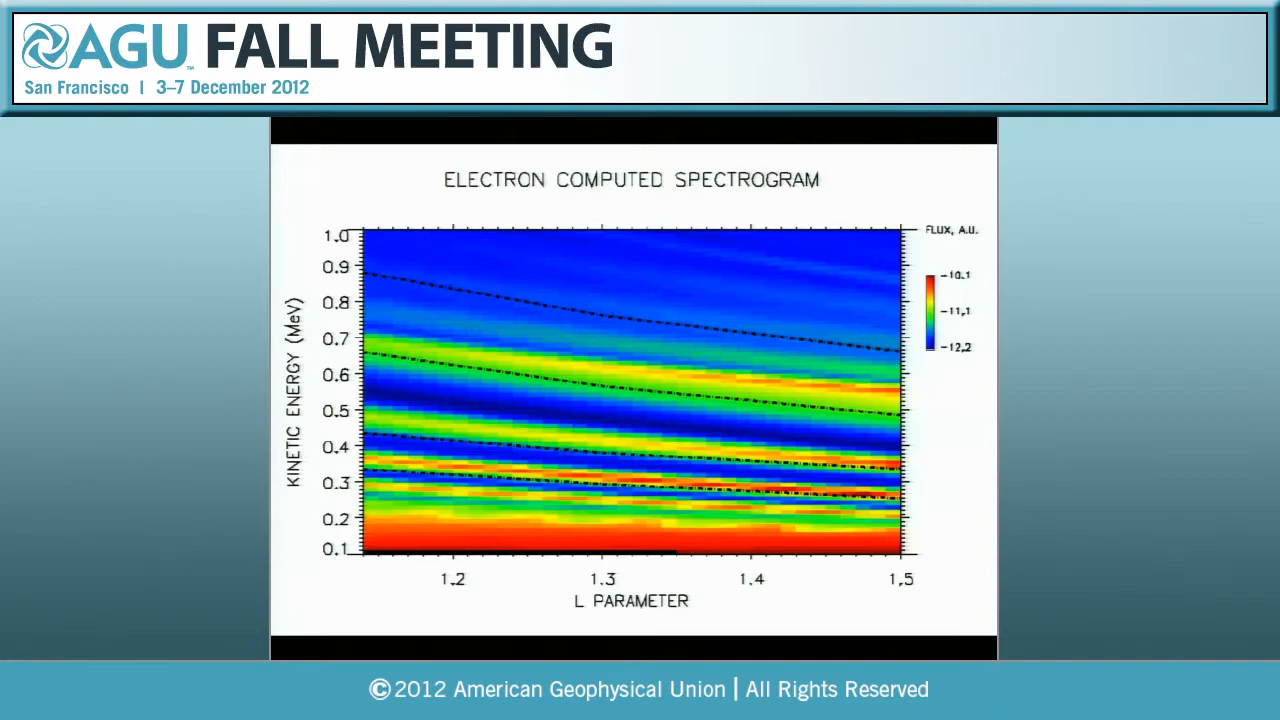 AGU™ FALL MEETING
San Francisco | 3–7 December 2012
ELECTRON COMPUTED SPECTROGRAM
FLUX, A.U.
-10.1
-11.1
-12.2
KINETIC ENERGY (MeV)
1.0
0.9
0.8
0.7
0.6
0.5
0.4
0.3
0.2
0.1
1.2 1.3 1.4 1.5
L PARAMETER
©2012 American Geophysical Union | All Rights Reserved